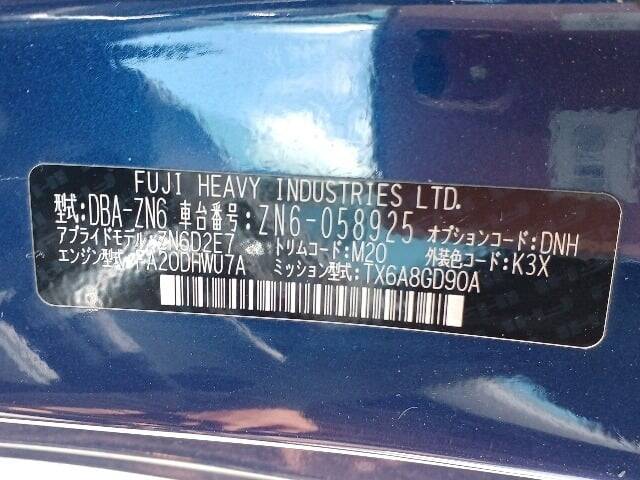 FUJI HEAVY INDUSTRIES LTD.
型式:DBA-ZN6 車台番号:ZN6-058925 オプションコード:DNH
アプライドモデル:ZN6D2E7 トリムコード:M20 外装色コード:K3X
エンジン型式:FA20DHWU7A ミッション型式:TX6A8GD90A